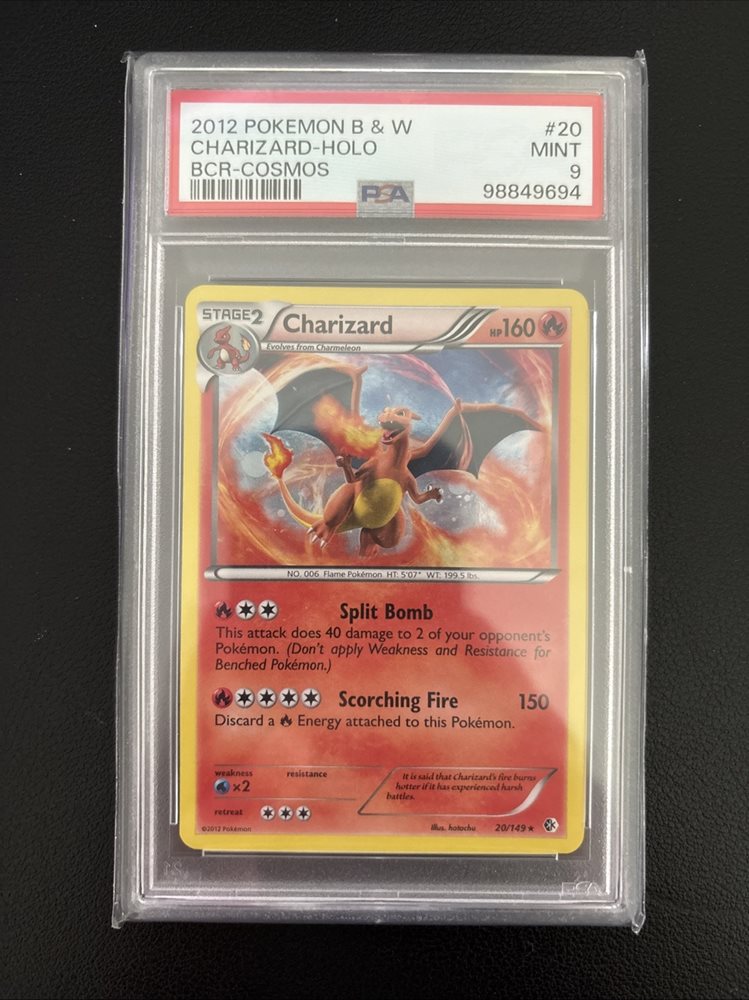 2012 POKEMON B & W #20
CHARIZARD-HOLO MINT
BCR-COSMOS 9
PSA 98849694
STAGE2 Charizard HP160
Evolves from Charmeleon
NO. 006 Flame Pokémon HT: 5'07" WT: 199.5 lbs.
Split Bomb
This attack does 40 damage to 2 of your opponent's
Pokémon. (Don't apply Weakness and Resistance for
Benched Pokémon.)
Scorching Fire 150
Discard a Energy attached to this Pokémon.
weakness resistance
×2
It is said that Charizard's fire burns
hotter if it has experienced harsh
battles.
retreat
©2012 Pokémon Illus. hatochu 20/149★
PSA